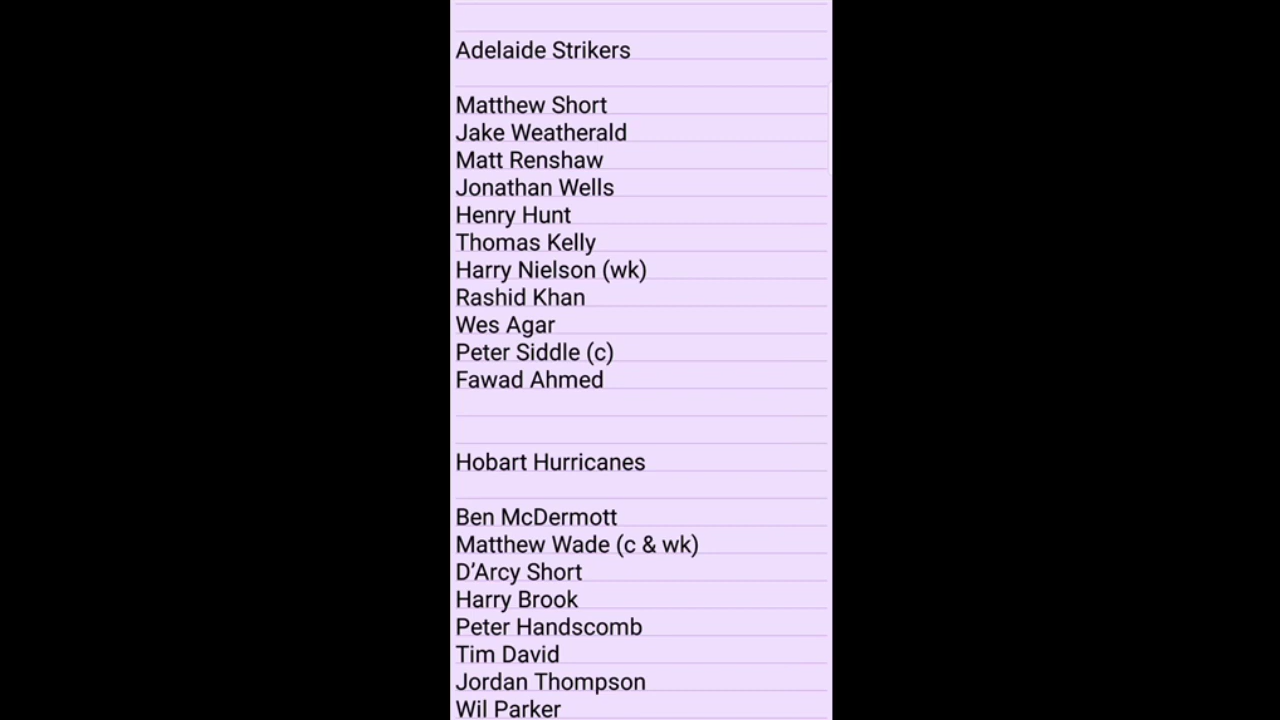 Adelaide Strikers
Matthew Short
Jake Weatherald
Matt Renshaw
Jonathan Wells
Henry Hunt
Thomas Kelly
Harry Nielson (wk)
Rashid Khan
Wes Agar
Peter Siddle (c)
Fawad Ahmed
Hobart Hurricanes
Ben McDermott
Matthew Wade (c & wk)
D’Arcy Short
Harry Brook
Peter Handscomb
Tim David
Jordan Thompson
Wil Parker